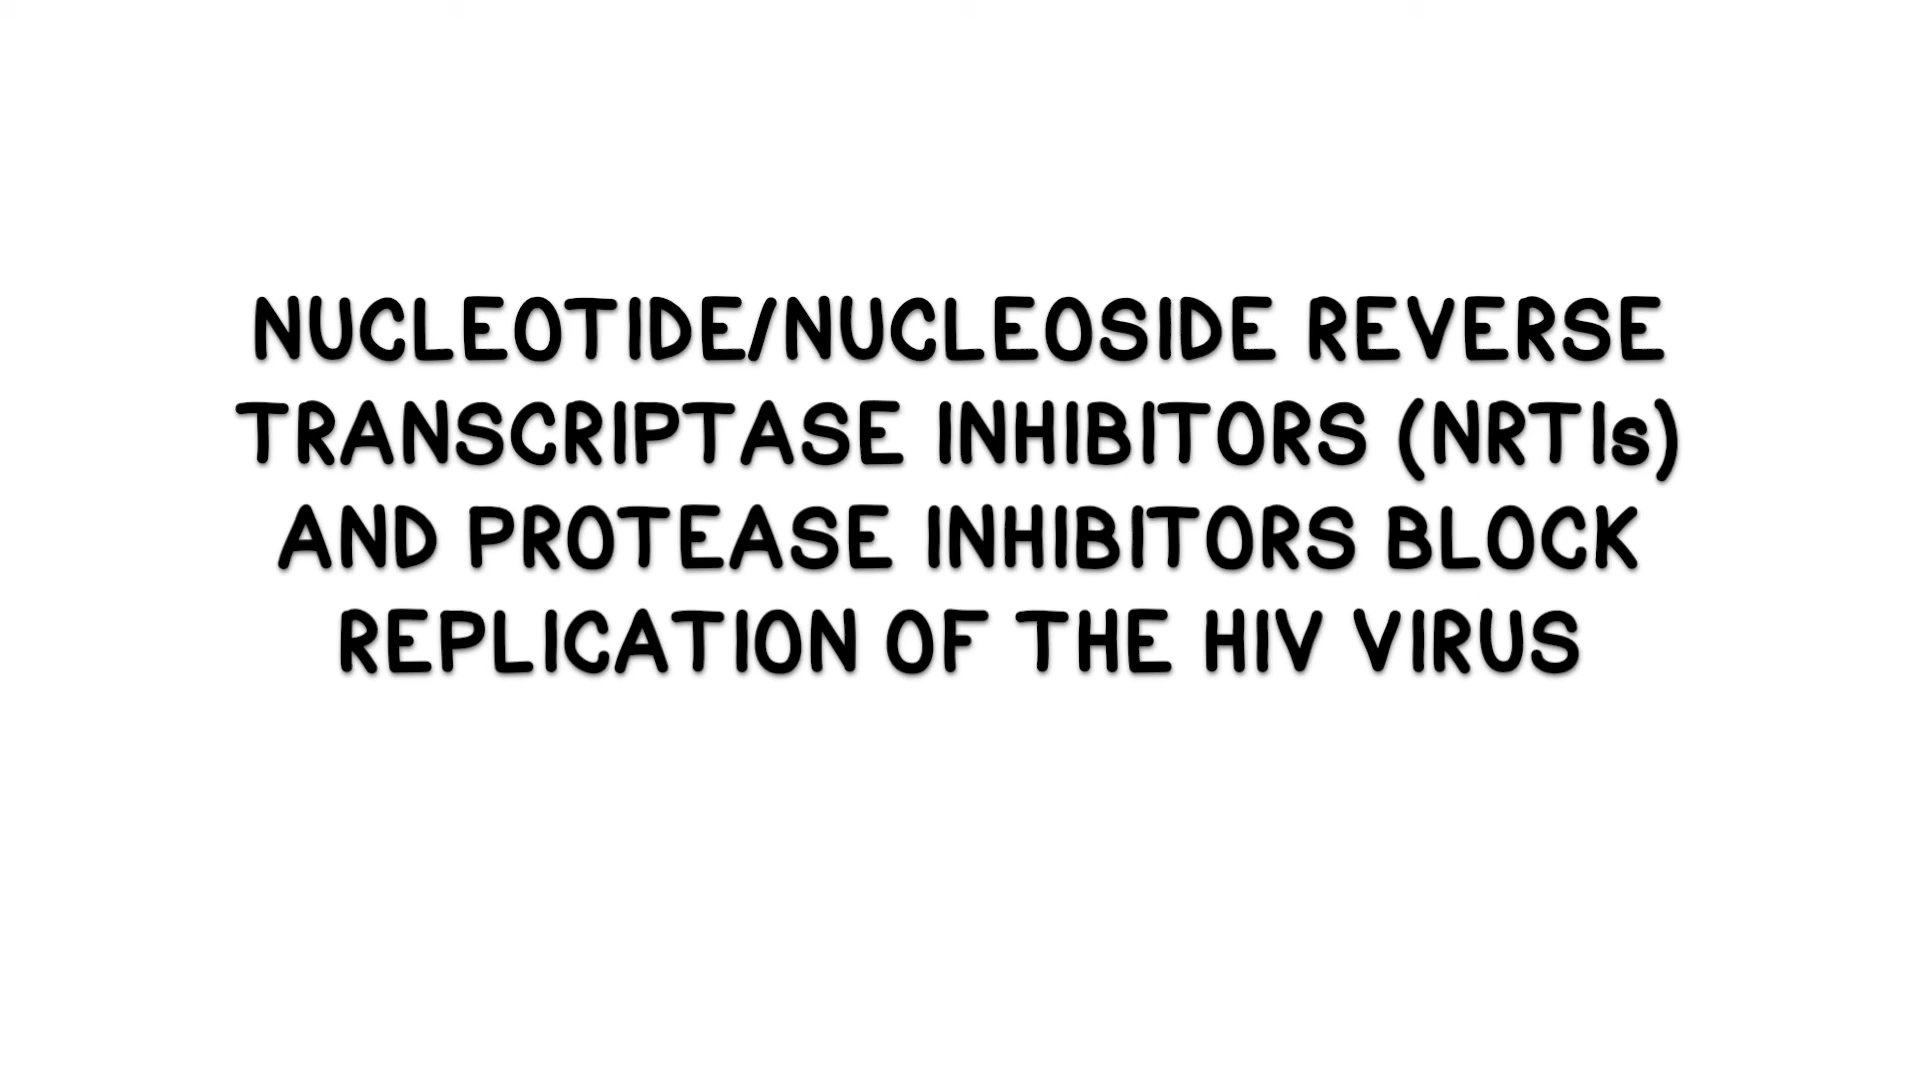 NUCLEOTIDE/NUCLEOSIDE REVERSE
TRANSCRIPTASE INHIBITORS (NRTIs)
AND PROTEASE INHIBITORS BLOCK
REPLICATION OF THE HIV VIRUS